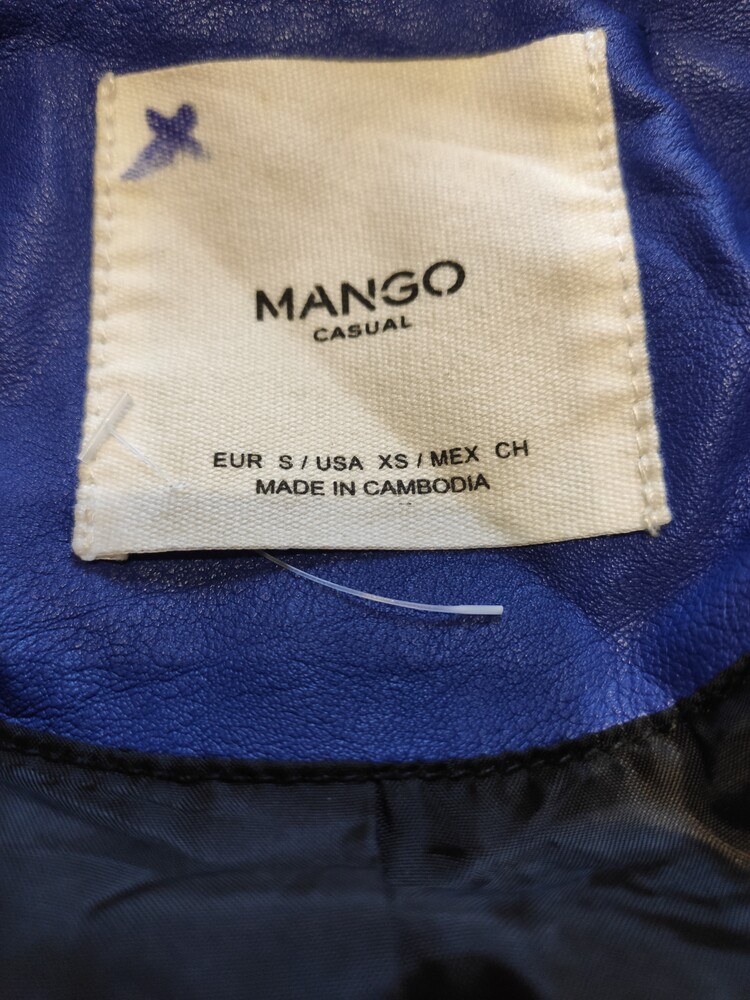 MANGO
CASUAL
EUR S / USA XS / MEX CH
MADE IN CAMBODIA